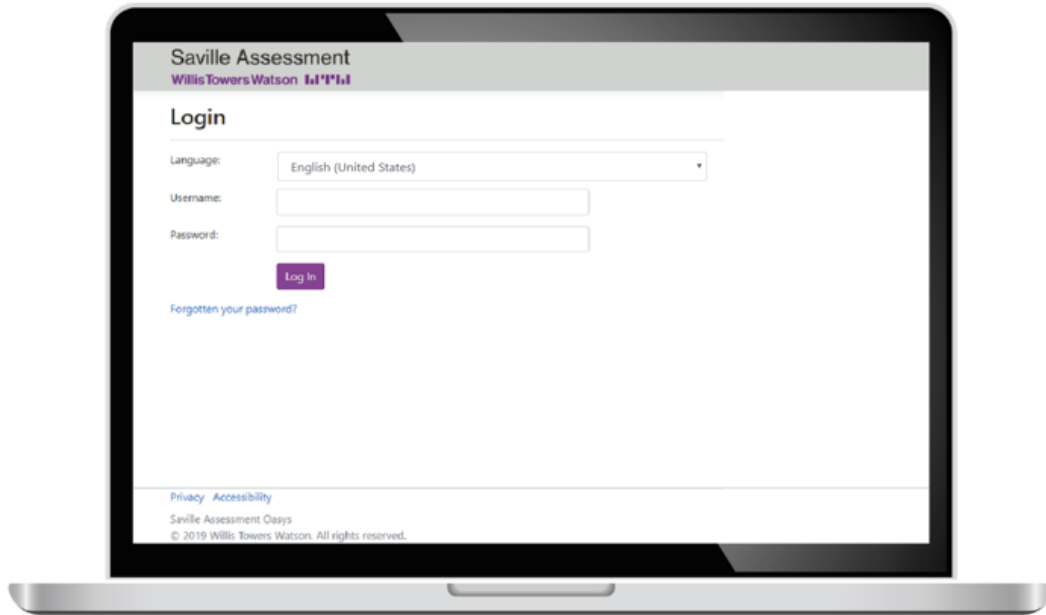 Saville Assessment
WillisTowersWatson
Login
Language: English (United States)
Username:
Password:
Log In
Forgotten your password?
Privacy Accessibility
Saville Assessment Oasys
© 2019 Willis Towers Watson. All rights reserved.